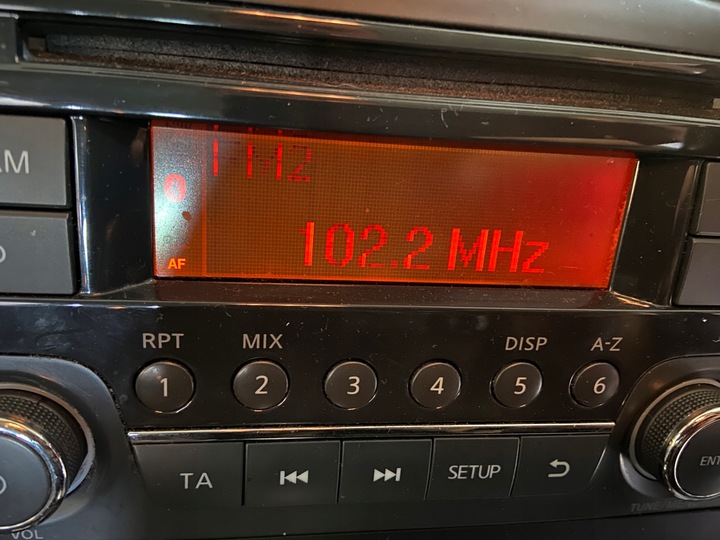 AM
FM2
AF
102.2 MHz
RPT MIX DISP A-Z
1 2 3 4 5 6
TA SETUP
VOL